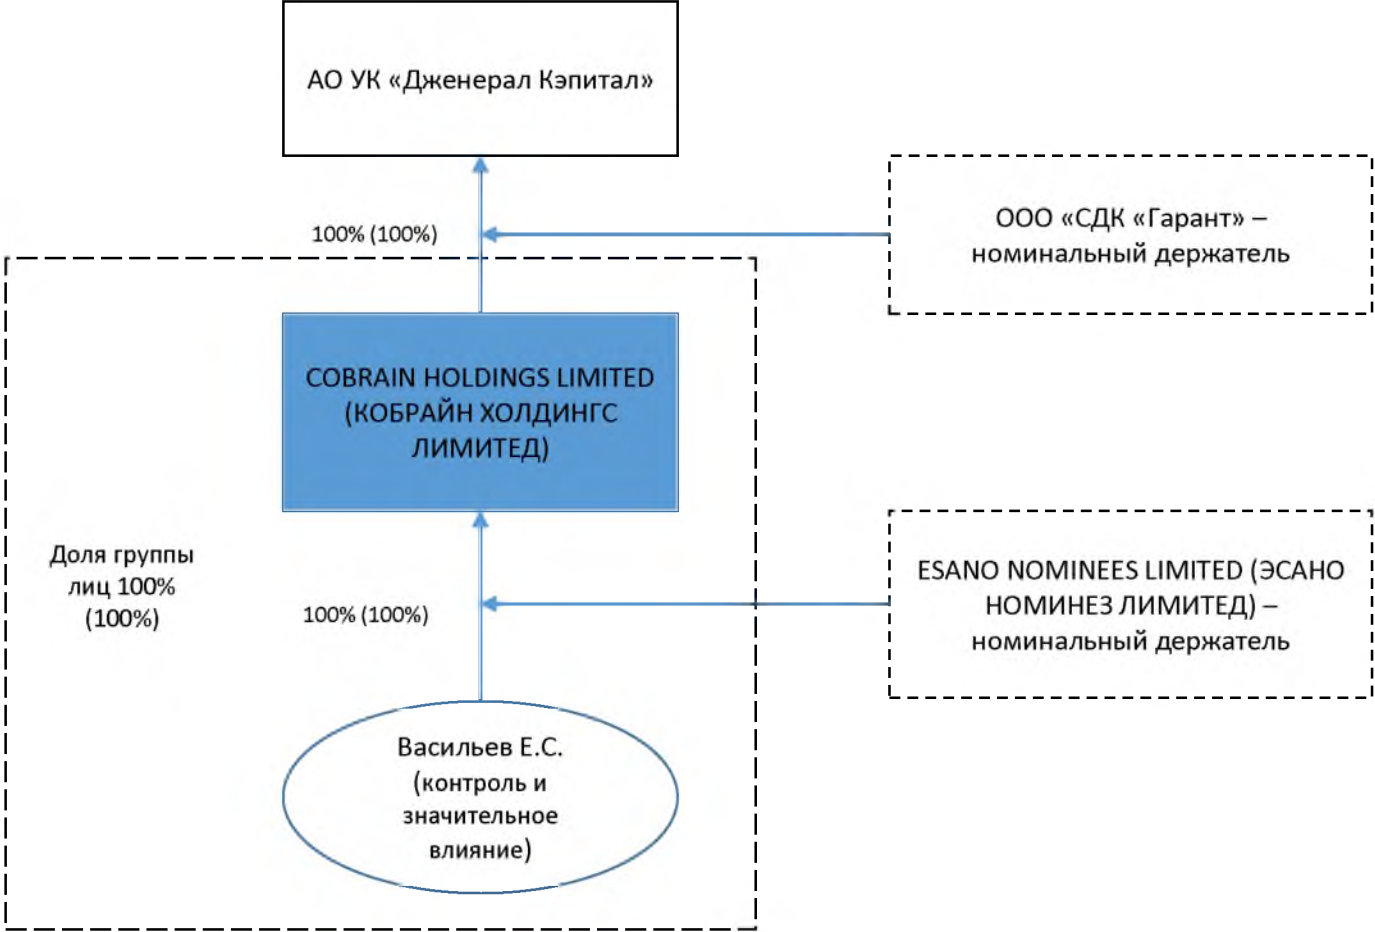 АО УК «Дженерал Кэпитал»
100% (100%)
ООО «СДК «Гарант» –
номинальный держатель
COBRAIN HOLDINGS LIMITED
(КОБРАЙН ХОЛДИНГС
ЛИМИТЕД)
Доля группы
лиц 100%
(100%)
100% (100%)
ESANO NOMINEES LIMITED (ЭСАНО
НОМИНЕЗ ЛИМИТЕД) –
номинальный держатель
Васильев Е.С.
(контроль и
значительное
влияние)